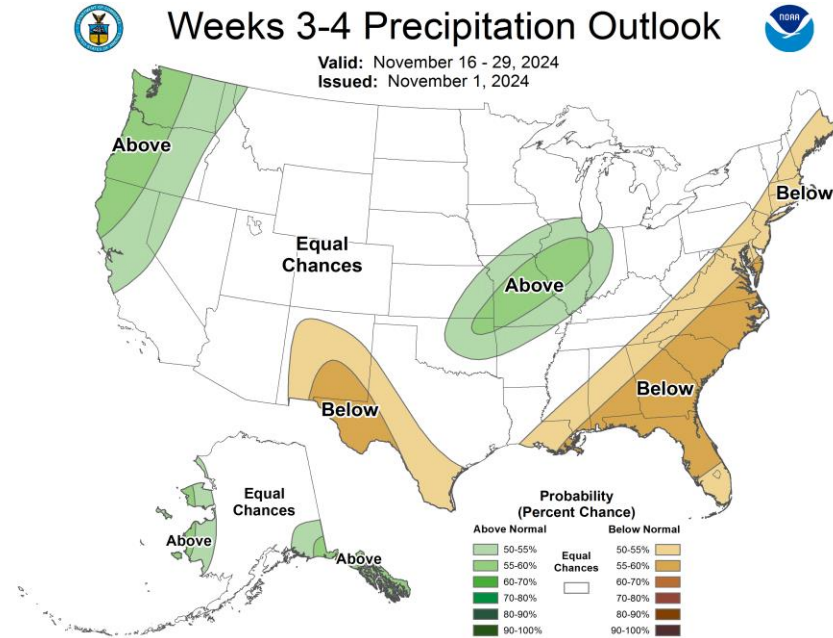 Weeks 3-4 Precipitation Outlook
NOAA
Valid: November 16 - 29, 2024
Issued: November 1, 2024
Above
Below
Equal
Chances
Above
Below
Below
Equal
Chances
Above
Above
Probability
(Percent Chance)
Above Normal
Below Normal
50-55%
55-60%
60-70%
70-80%
80-90%
90-100%
Equal
Chances
50-55%
55-60%
60-70%
70-80%
80-90%
90-100%